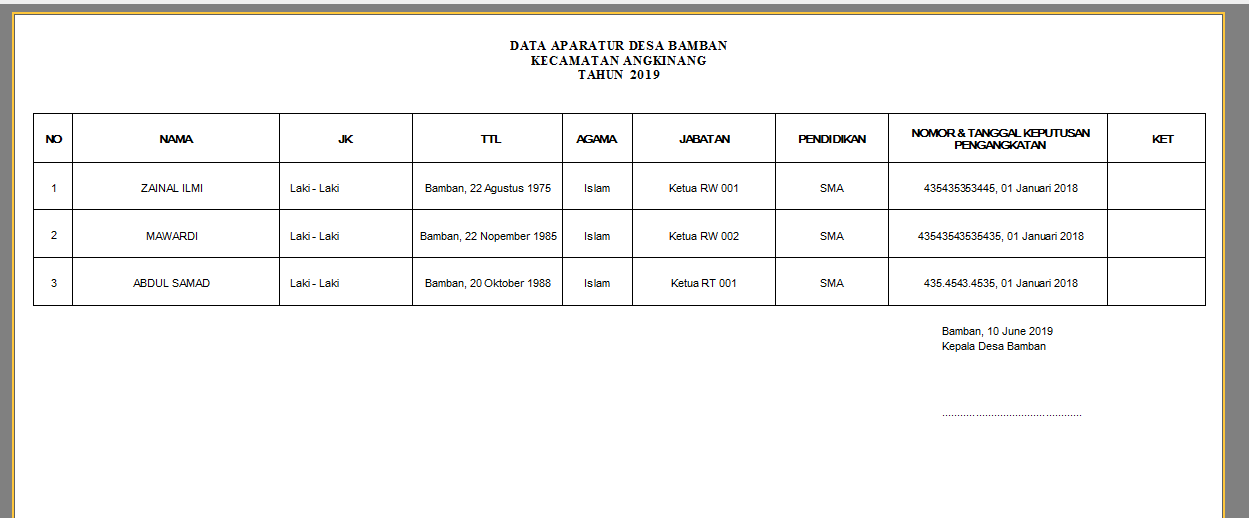 DATA APARATUR DESA BAMBAN
KECAMATAN ANGKINANG
TAHUN 2019
NO NAMA JK TTL AGAMA JABATAN PENDIDIKAN NOMOR & TANGGAL KEPUTUSAN PENGANGKATAN KET
1 ZAINAL ILMI Laki - Laki Bamban, 22 Agustus 1975 Islam Ketua RW 001 SMA 435435353445, 01 Januari 2018
2 MAWARDI Laki - Laki Bamban, 22 Nopember 1985 Islam Ketua RW 002 SMA 43543543535435, 01 Januari 2018
3 ABDUL SAMAD Laki - Laki Bamban, 20 Oktober 1988 Islam Ketua RT 001 SMA 435.4543.4535, 01 Januari 2018
Bamban, 10 June 2019
Kepala Desa Bamban
..............................................